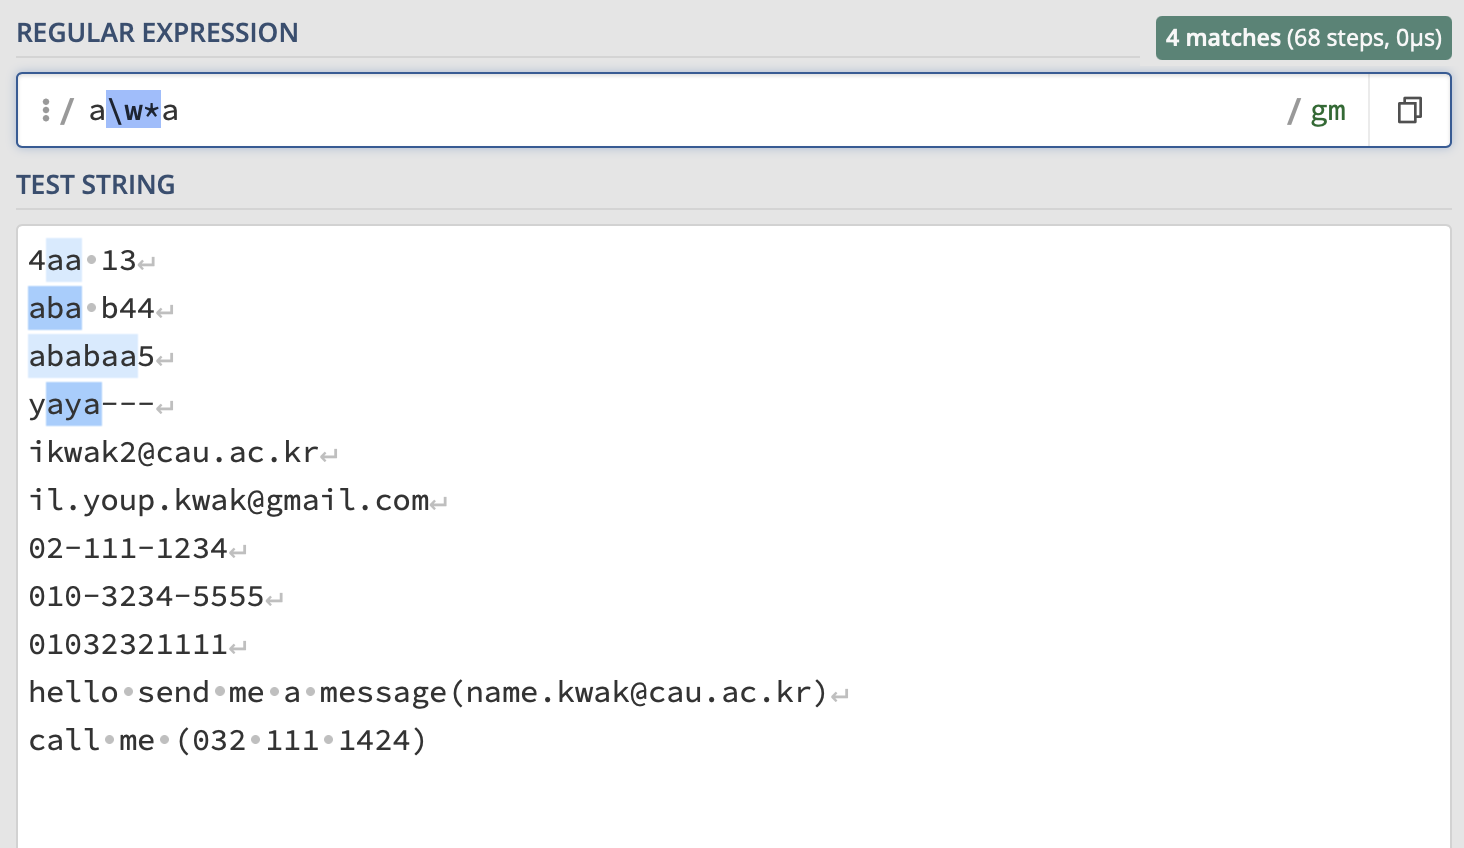 REGULAR EXPRESSION
4 matches (68 steps, 0μs)
/ a\w*a / gm
TEST STRING
4aa·13↵
aba·b44↵
ababaa5↵
yaya---↵
ikwak2@cau.ac.kr↵
il.youp.kwak@gmail.com↵
02-111-1234↵
010-3234-5555↵
01032321111↵
hello·send·me·a·message(name.kwak@cau.ac.kr)↵
call·me·(032·111·1424)